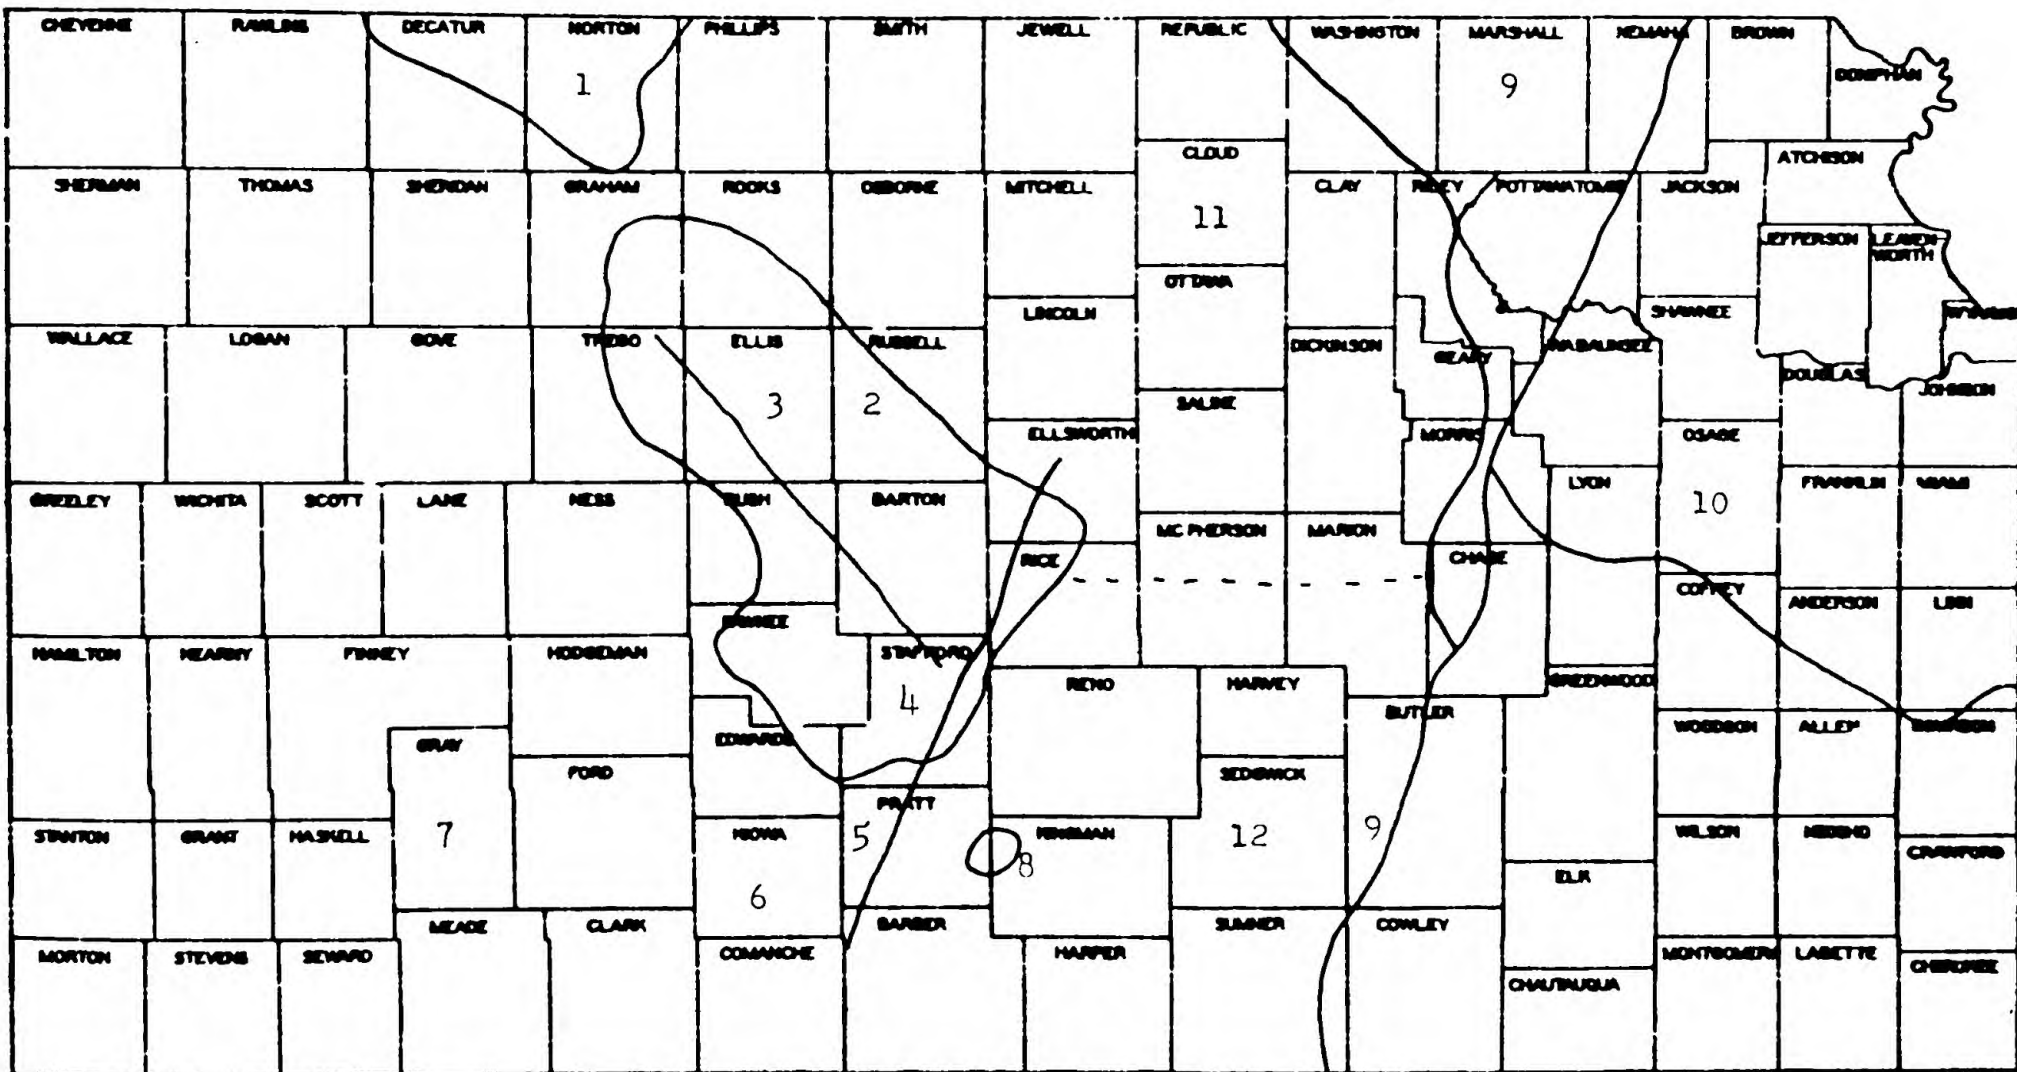 CHEYENNE RAWLINS DECATUR NORTON PHILLIPS SMITH JEWELL REPUBLIC WASHINGTON MARSHALL NEMAHA BROWN
DONIPHAN
1 9
CLOUD ATCHISON
SHERMAN THOMAS SHERIDAN GRAHAM ROOKS OSBORNE MITCHELL CLAY RILEY POTTAWATOMIE JACKSON
11
JEFFERSON LEAVEN
WORTH
OTTAWA
LINCOLN SHAWNEE
WALLACE LOGAN GOVE TREGO ELLIS RUSSELL DICKINSON GEARY WABAUNSEE
DOUGLAS JOHNSON
3 2 SALINE
ELLSWORTH MORRIS OSAGE
GREELEY WICHITA SCOTT LANE NESS RUSH BARTON LYON FRANKLIN MIAMI
10
MC PHERSON MARION
RICE CHASE
COFFEY ANDERSON LINN
PAWNEE
HAMILTON KEARNY FINNEY HODGEMAN STAFFORD
4 RENO HARVEY GREENWOOD
BUTLER
WOODSON ALLEN BOURBON
GRAY EDWARDS
FORD SEDGWICK
PRATT
STANTON GRANT HASKELL 7 KIOWA 5 KINGMAN 12 9 WILSON NEOSHO
CRAWFORD
8
ELK
6
MEADE CLARK BARBER SUMNER COWLEY
MORTON STEVENS SEWARD COMANCHE HARPER MONTGOMERY LABETTE
CHEROKEE
CHAUTAUQUA